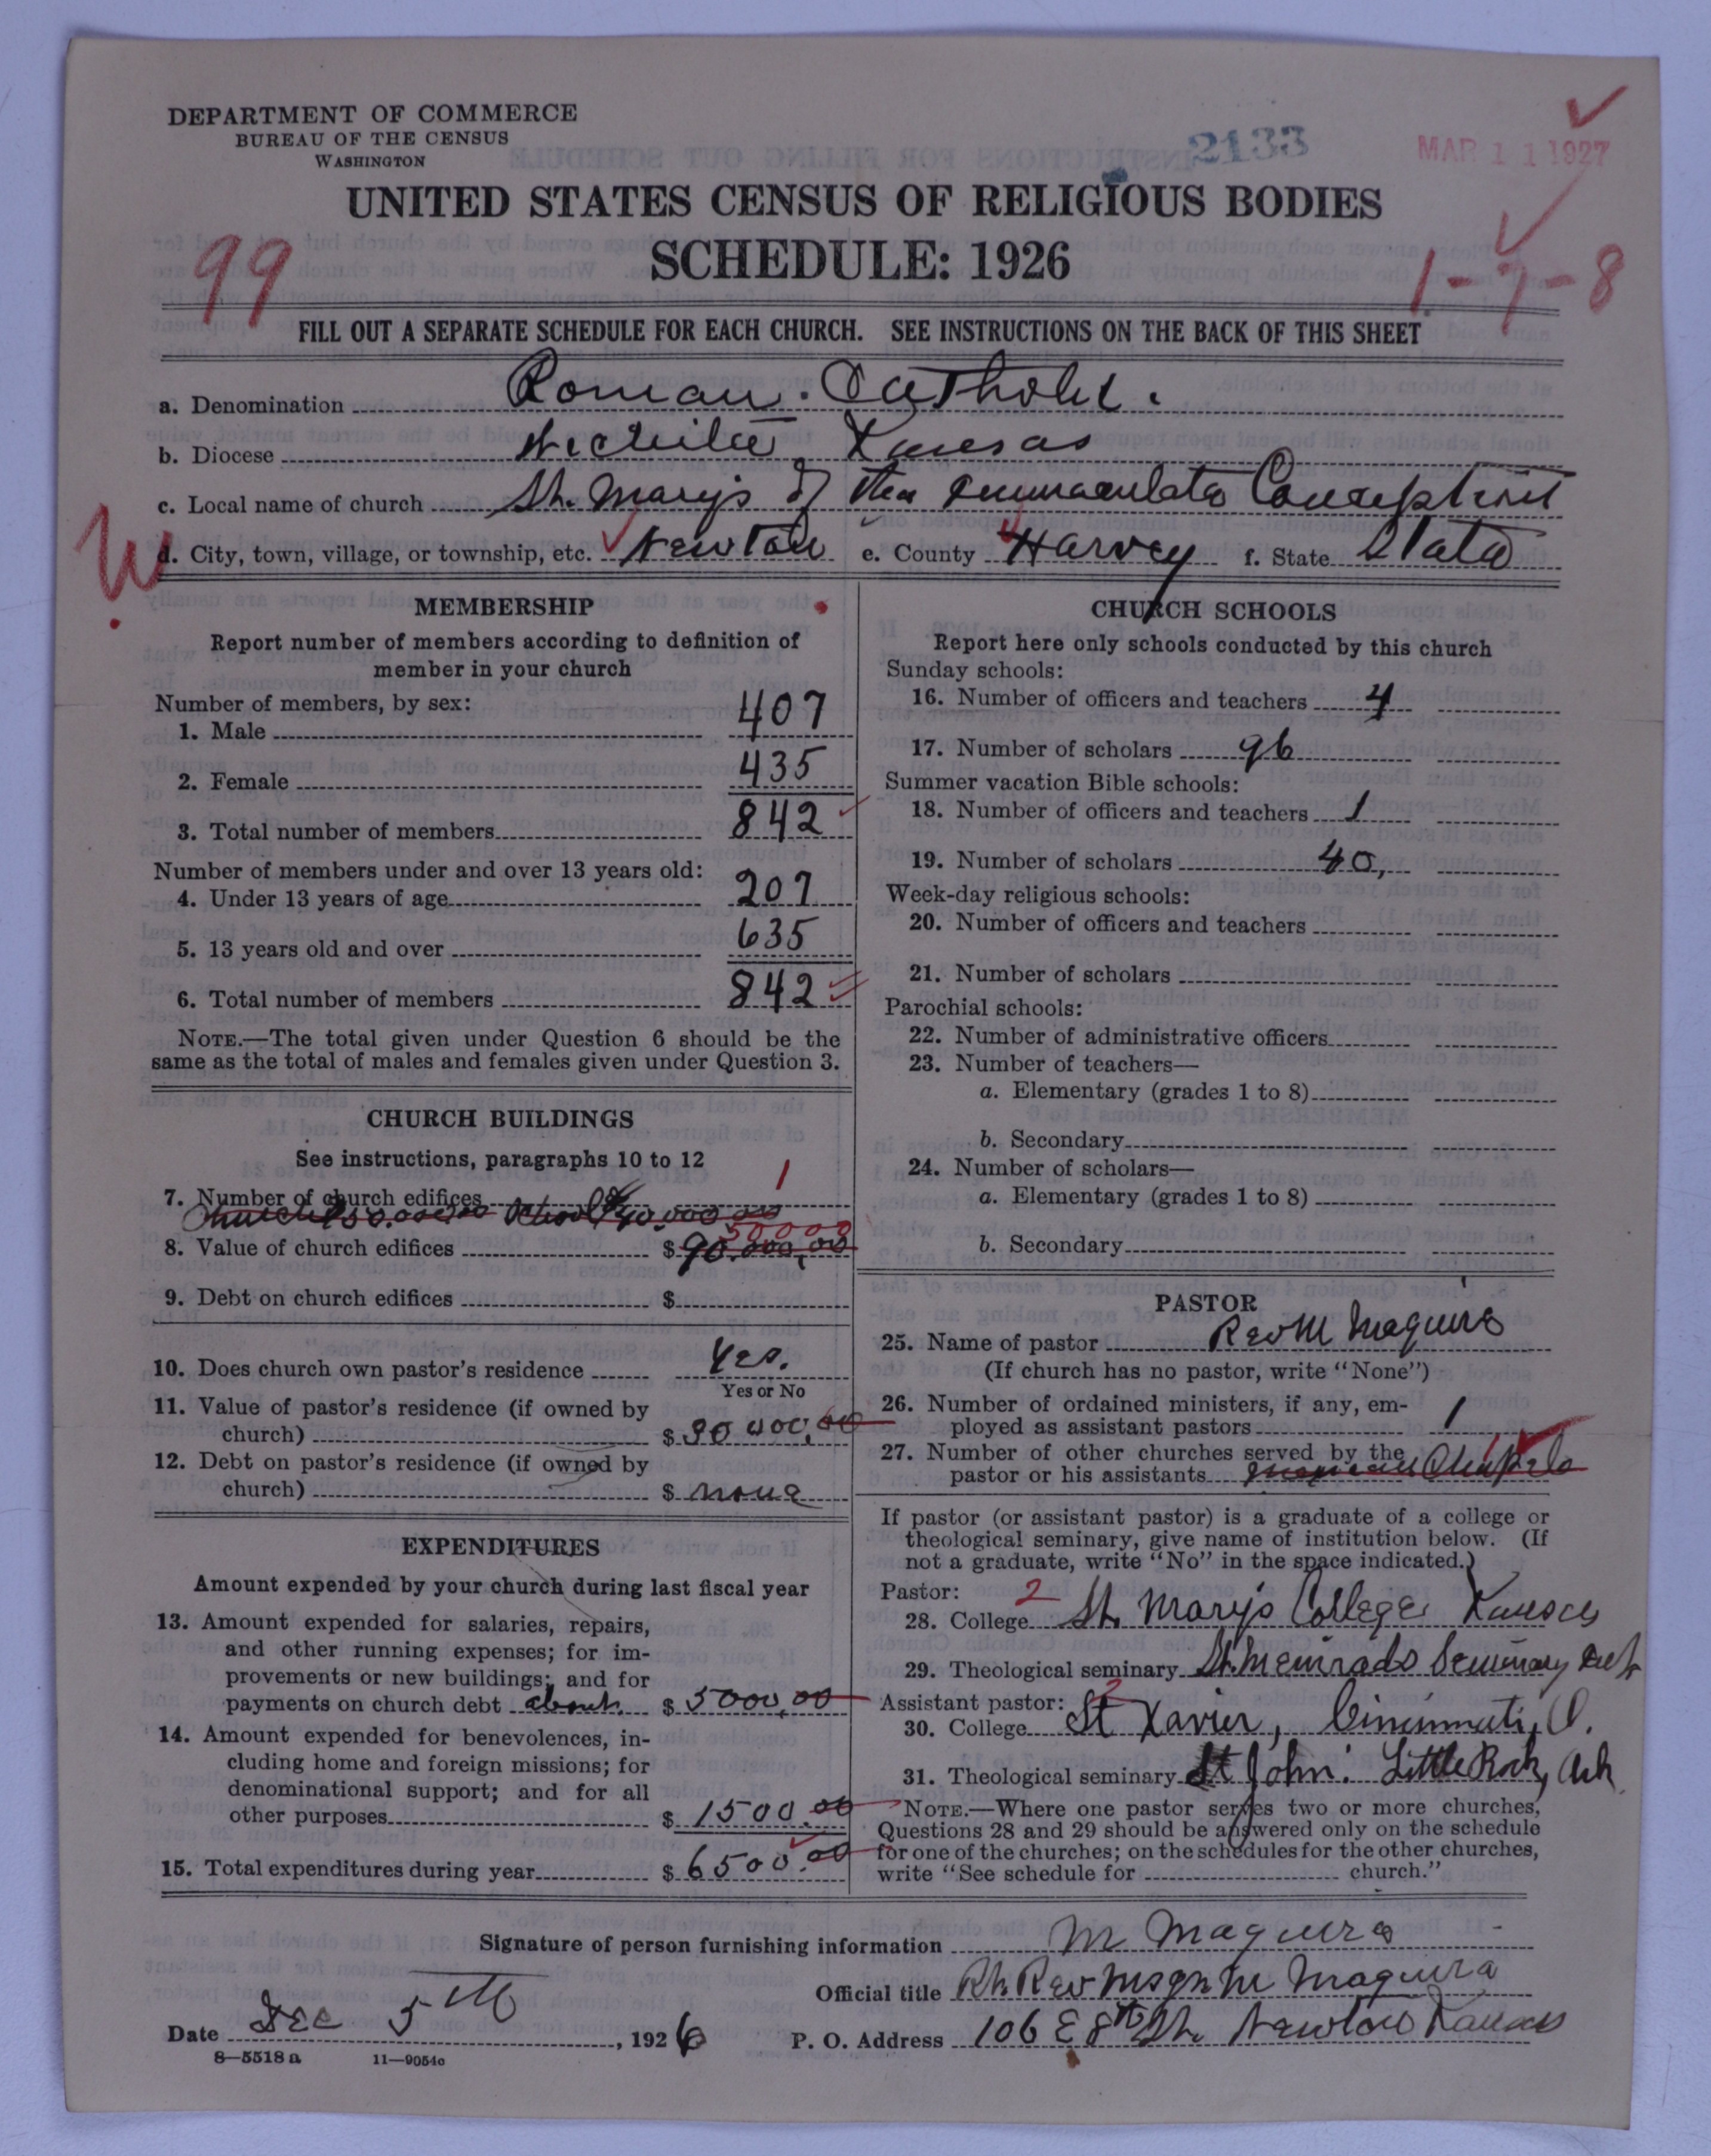 DEPARTMENT OF COMMERCE
BUREAU OF THE CENSUS
WASHINGTON
2133
MAR 11 1927
UNITED STATES CENSUS OF RELIGIOUS BODIES
SCHEDULE: 1926
99
1-7-8
FILL OUT A SEPARATE SCHEDULE FOR EACH CHURCH. SEE INSTRUCTIONS ON THE BACK OF THIS SHEET
a. Denomination Roman. Catholic.
b. Diocese Wichita Kansas
c. Local name of church St. Mary's of the Immaculate Conception
W.
d. City, town, village, or township, etc. Newton e. County Harvey f. State State
MEMBERSHIP
Report number of members according to definition of
member in your church
Number of members, by sex:
1. Male 407
2. Female 435
3. Total number of members 842
Number of members under and over 13 years old:
4. Under 13 years of age 207
5. 13 years old and over 635
6. Total number of members 842
NOTE.—The total given under Question 6 should be the
same as the total of males and females given under Question 3.
CHURCH BUILDINGS
See instructions, paragraphs 10 to 12
7. Number of church edifices 1
Church $50.000.00 School $40,000 00
50000
8. Value of church edifices $ 90.000,00
9. Debt on church edifices $
10. Does church own pastor's residence Yes.
Yes or No
11. Value of pastor's residence (if owned by
church) $ 30 000,00
12. Debt on pastor's residence (if owned by
church) $ none
EXPENDITURES
Amount expended by your church during last fiscal year
13. Amount expended for salaries, repairs,
and other running expenses; for im-
provements or new buildings; and for
payments on church debt about. $ 5000,00
14. Amount expended for benevolences, in-
cluding home and foreign missions; for
denominational support; and for all
other purposes $ 1500.00
15. Total expenditures during year $ 6500.00
CHURCH SCHOOLS
Report here only schools conducted by this church
Sunday schools:
16. Number of officers and teachers 4
17. Number of scholars 96
Summer vacation Bible schools:
18. Number of officers and teachers 1
19. Number of scholars 40,
Week-day religious schools:
20. Number of officers and teachers
21. Number of scholars
Parochial schools:
22. Number of administrative officers
23. Number of teachers—
a. Elementary (grades 1 to 8)
b. Secondary
24. Number of scholars—
a. Elementary (grades 1 to 8)
b. Secondary
PASTOR
25. Name of pastor Rev M Maguire
(If church has no pastor, write "None")
26. Number of ordained ministers, if any, em-
ployed as assistant pastors 1
27. Number of other churches served by the
pastor or his assistants Mexican Chapel
If pastor (or assistant pastor) is a graduate of a college or
theological seminary, give name of institution below. (If
not a graduate, write "No" in the space indicated.)
Pastor: 2
28. College St. Mary's College Kansas
29. Theological seminary St. Meinrads Seminary
Assistant pastor: 2
30. College St Xavier, Cincinnati, O.
31. Theological seminary St John. Little Rock, Ark.
NOTE.—Where one pastor serves two or more churches,
Questions 28 and 29 should be answered only on the schedule
for one of the churches; on the schedules for the other churches,
write "See schedule for church."
Signature of person furnishing information M Maguire
Official title Rt. Rev Msgn M Maguire
Date Dec 5th, 1926
P. O. Address 106 E 8th St. Newton Kansas
8—5518 a 11—9054c